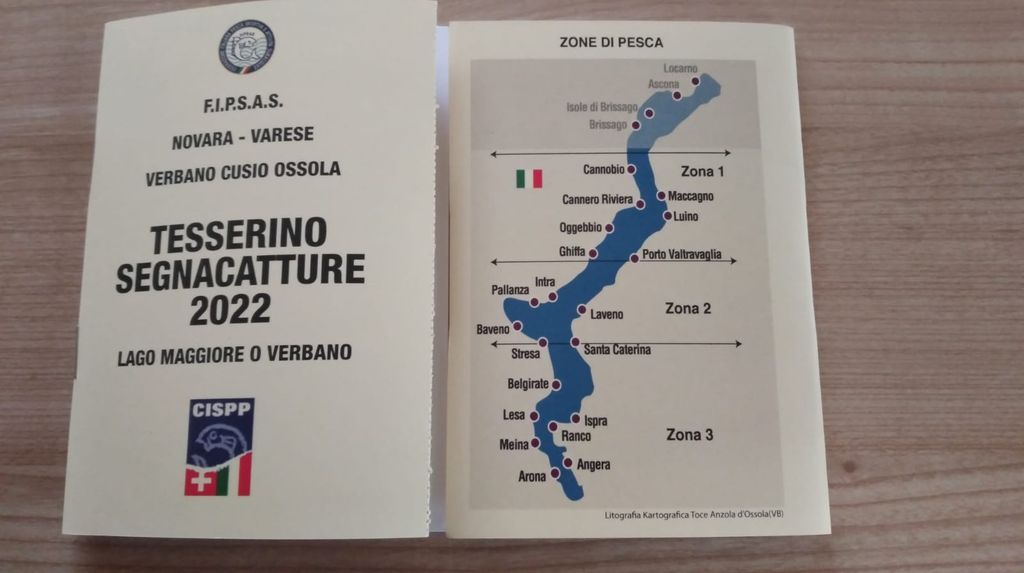 F.I.P.S.A.S.
NOVARA - VARESE
VERBANO CUSIO OSSOLA
TESSERINO
SEGNACATTURE
2022
LAGO MAGGIORE O VERBANO
CISPP
ZONE DI PESCA
Locarno
Ascona
Isole di Brissago
Brissago
Cannobio
Zona 1
Maccagno
Cannero Riviera
Luino
Oggebbio
Ghiffa
Porto Valtravaglia
Intra
Pallanza
Zona 2
Laveno
Baveno
Stresa
Santa Caterina
Belgirate
Lesa
Ispra
Ranco
Zona 3
Meina
Angera
Arona
Litografia Kartografica Toce Anzola d'Ossola(VB)